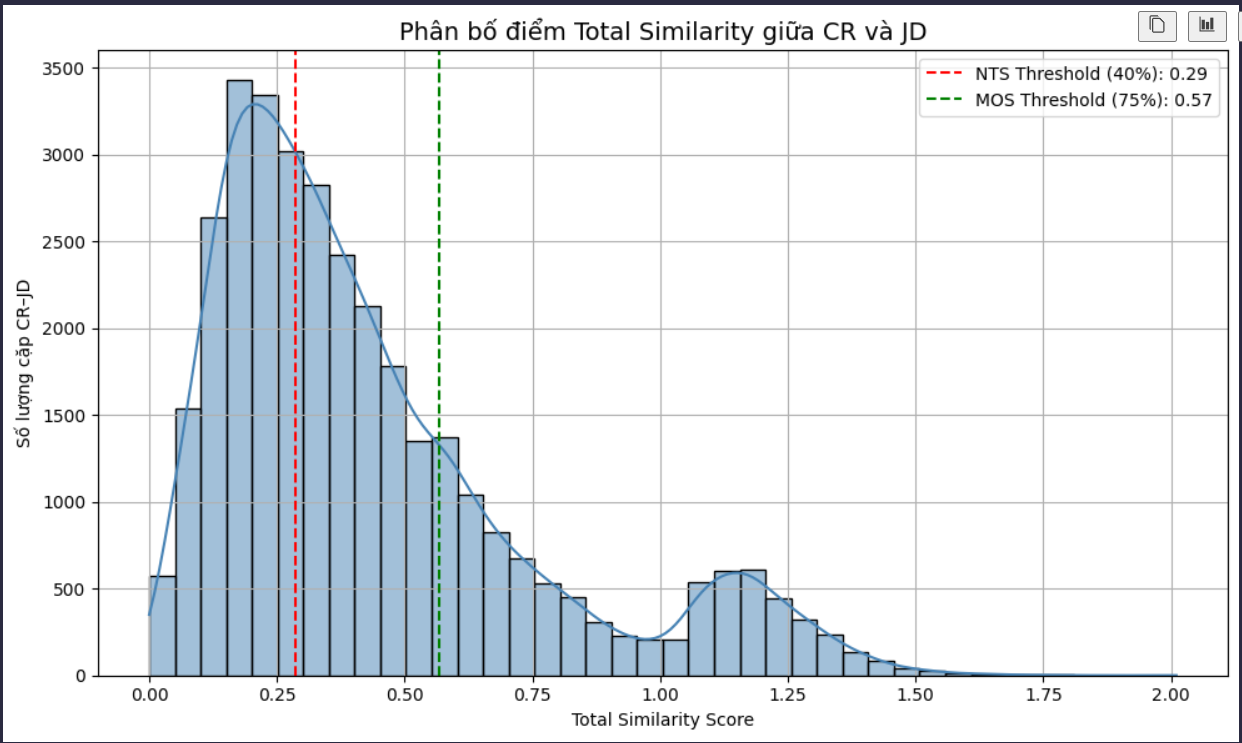 Phân bố điểm Total Similarity giữa CR và JD
NTS Threshold (40%): 0.29
MOS Threshold (75%): 0.57
Số lượng cặp CR–JD
3500
3000
2500
2000
1500
1000
500
0
0.00 0.25 0.50 0.75 1.00 1.25 1.50 1.75 2.00
Total Similarity Score